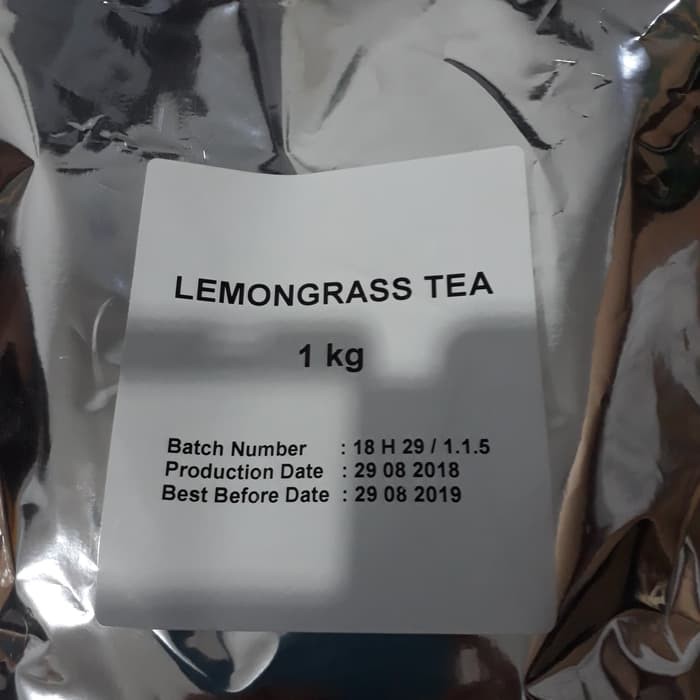 LEMONGRASS TEA
1 kg
Batch Number : 18 H 29 / 1.1.5
Production Date : 29 08 2018
Best Before Date : 29 08 2019